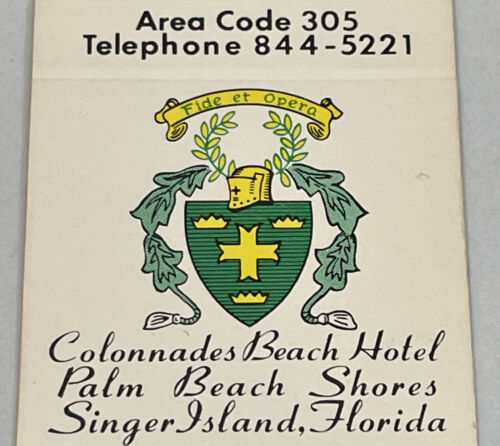 Area Code 305
Telephone 844-5221
Fide et Opera
Colonnades Beach Hotel
Palm Beach Shores
Singer Island, Florida